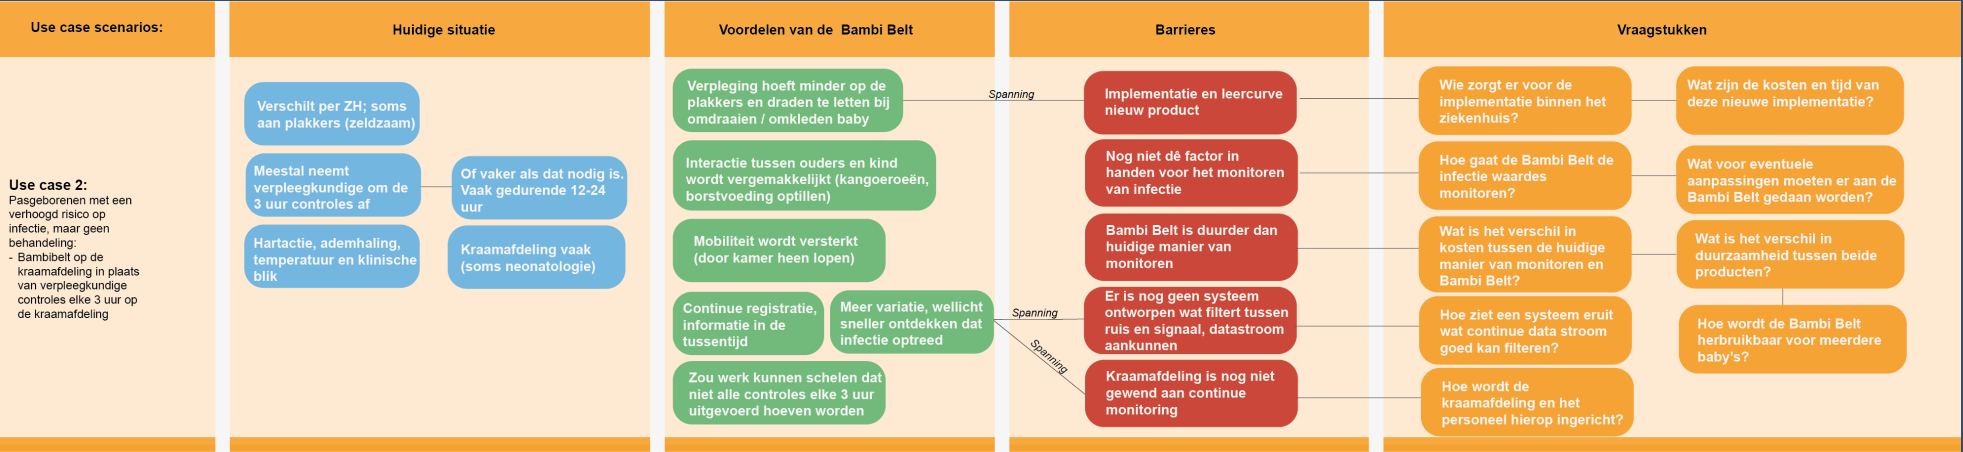 Use case scenarios:
Huidige situatie
Voordelen van de  Bambi Belt
Barrieres
Vraagstukken
Use case 2:
Pasgeborenen met een
verhoogd risico op
infectie, maar geen
behandeling:
- Bambibelt op de
kraamafdeling in plaats
van verpleegkundige
controles elke 3 uur op
de kraamafdeling
Verschilt per ZH; soms
aan plakkers (zeldzaam)
Meestal neemt
verpleegkundige om de
3 uur controles af
Of vaker als dat nodig is.
Vaak gedurende 12-24
uur
Hartactie, ademhaling,
temperatuur en klinische
blik
Kraamafdeling vaak
(soms neonatologie)
Verpleging hoeft minder op de
plakkers en draden te letten bij
omdraaien / omkleden baby
Interactie tussen ouders en kind
wordt vergemakkelijkt (kangoeroeën,
borstvoeding optillen)
Mobiliteit wordt versterkt
(door kamer heen lopen)
Continue registratie,
informatie in de
tussentijd
Meer variatie, wellicht
sneller ontdekken dat
infectie optreed
Zou werk kunnen schelen dat
niet alle controles elke 3 uur
uitgevoerd hoeven worden
Spanning
Spanning
Spanning
Implementatie en leercurve
nieuw product
Nog niet dê factor in
handen voor het monitoren
van infectie
Bambi Belt is duurder dan
huidige manier van
monitoren
Er is nog geen systeem
ontworpen wat filtert tussen
ruis en signaal, datastroom
aankunnen
Kraamafdeling is nog niet
gewend aan continue
monitoring
Wie zorgt er voor de
implementatie binnen het
ziekenhuis?
Wat zijn de kosten en tijd van
deze nieuwe implementatie?
Hoe gaat de Bambi Belt de
infectie waardes
monitoren?
Wat voor eventuele
aanpassingen moeten er aan de
Bambi Belt gedaan worden?
Wat is het verschil in
kosten tussen de huidige
manier van monitoren en
Bambi Belt?
Wat is het verschil in
duurzaamheid tussen beide
producten?
Hoe ziet een systeem eruit
wat continue data stroom
goed kan filteren?
Hoe wordt de Bambi Belt
herbruikbaar voor meerdere
baby's?
Hoe wordt de
kraamafdeling en het
personeel hierop ingericht?